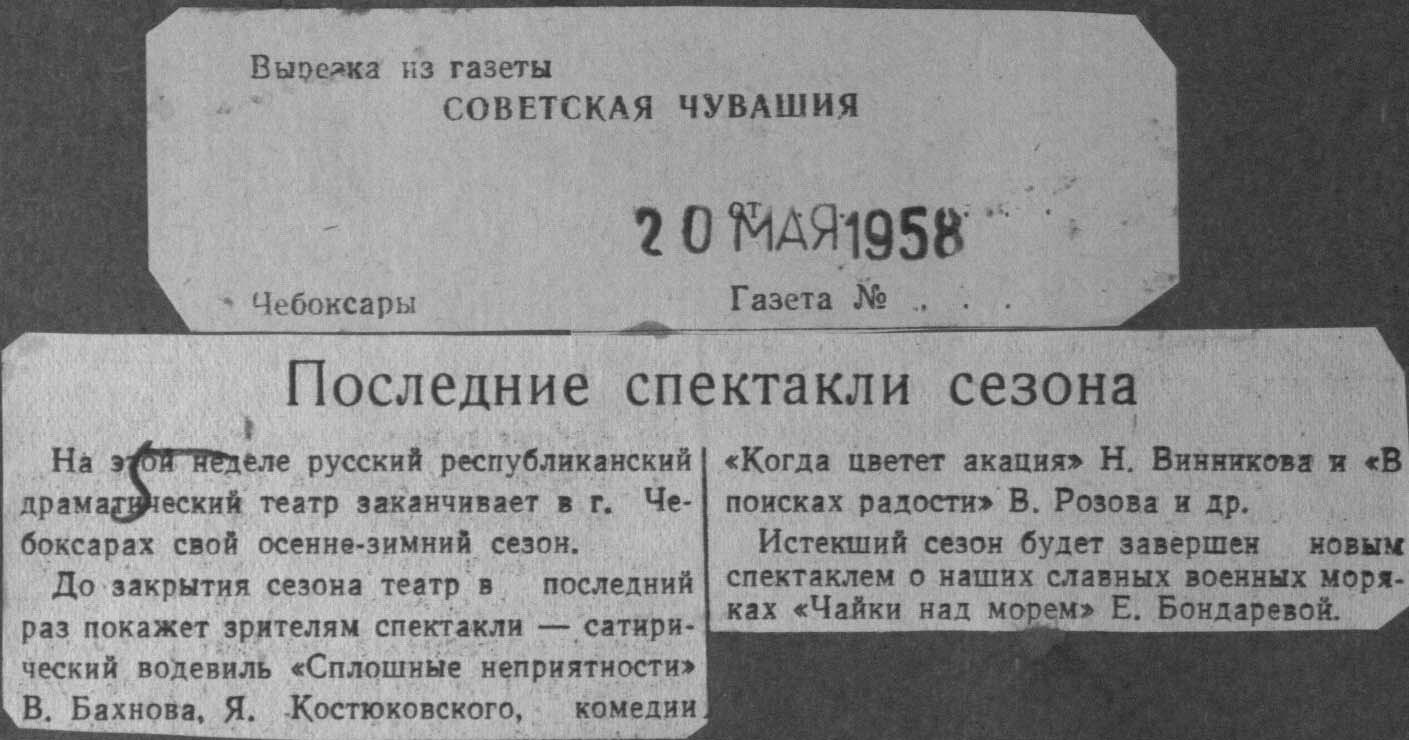 Вырезка из газеты
СОВЕТСКАЯ ЧУВАШИЯ
от
20 МАЯ 1958
Чебоксары
Газета № . . .
Последние спектакли сезона
На этой неделе русский республиканский
драматический театр заканчивает в г. Че-
боксарах свой осенне-зимний сезон.
До закрытия сезона театр в последний
раз покажет зрителям спектакли — сатири-
ческий водевиль «Сплошные неприятности»
В. Бахнова, Я. Костюковского, комедии
«Когда цветет акация» Н. Винникова и «В
поисках радости» В. Розова и др.
Истекший сезон будет завершен новым
спектаклем о наших славных военных моря-
ках «Чайки над морем» Е. Бондаревой.